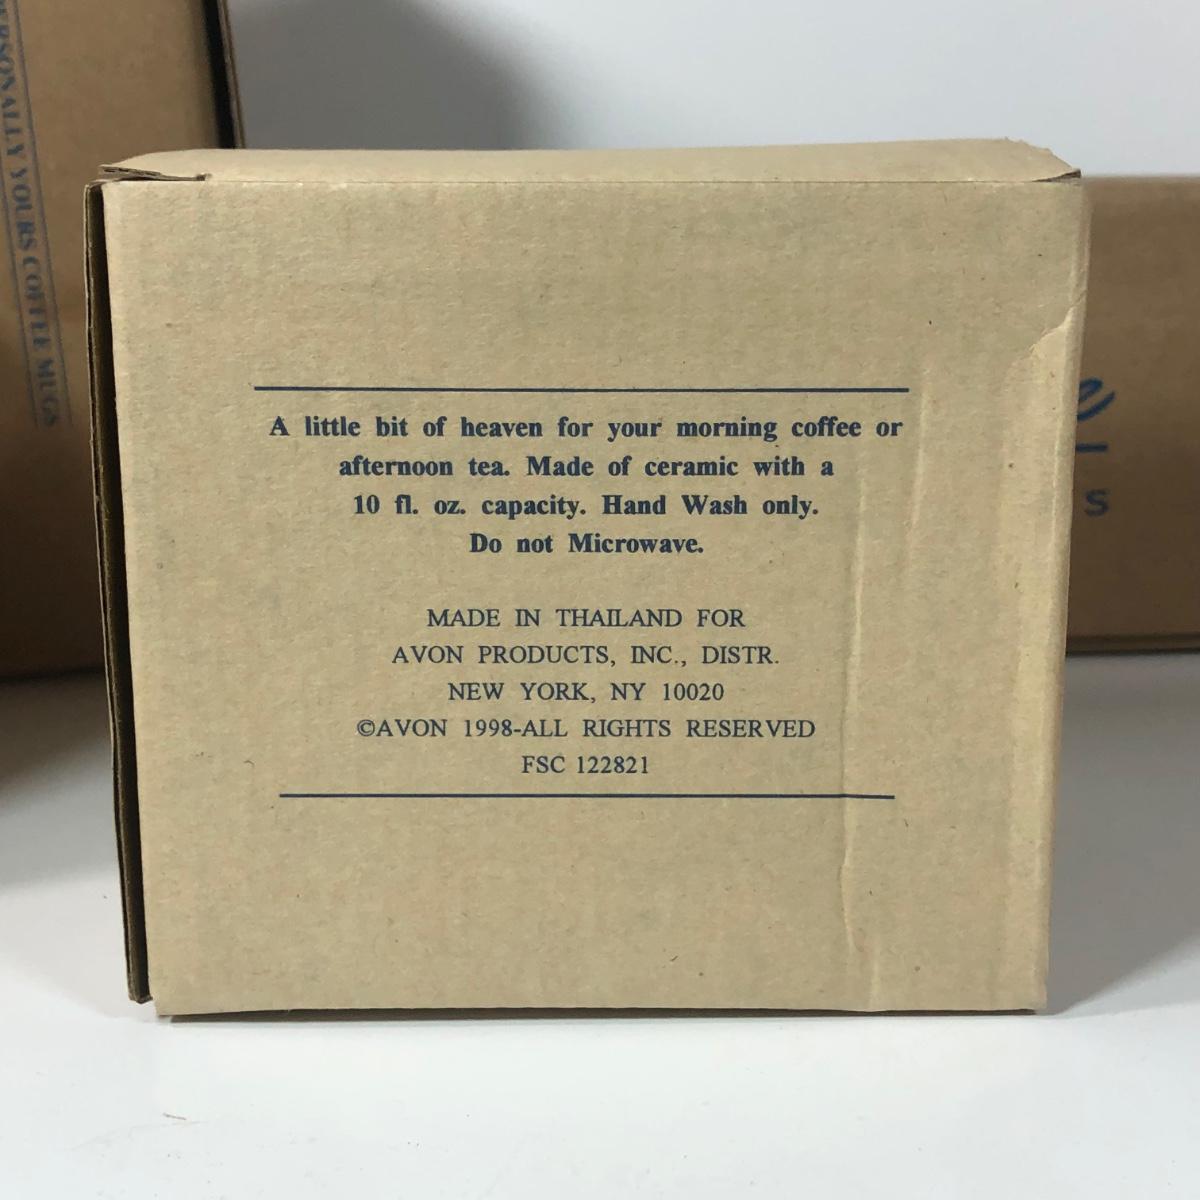 PERSONALLY YOURS COFFEE MUGS
A little bit of heaven for your morning coffee or
afternoon tea. Made of ceramic with a
10 fl. oz. capacity. Hand Wash only.
Do not Microwave.
MADE IN THAILAND FOR
AVON PRODUCTS, INC., DISTR.
NEW YORK, NY 10020
©AVON 1998-ALL RIGHTS RESERVED
FSC 122821